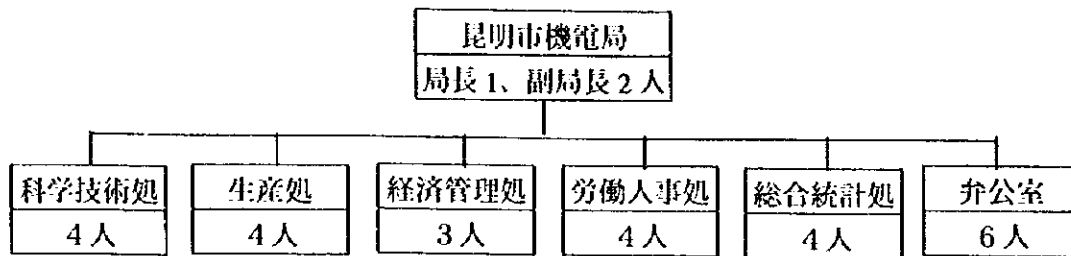 昆明市機電局
局長1、副局長2人
科学技術処
4人
生産処
4人
経済管理処
3人
労働人事処
4人
総合統計処
4人
弁公室
6人